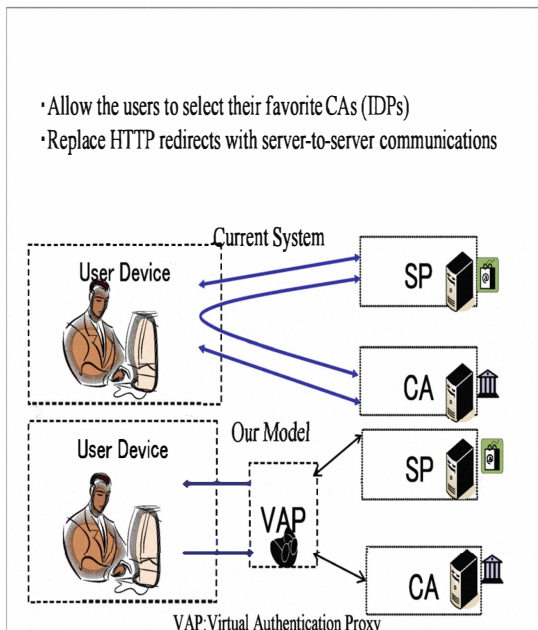 ・Allow the users to select their favorite CAs (IDPs)
・Replace HTTP redirects with server-to-server communications
Current System
User Device
SP
CA
Our Model
User Device
VAP
SP
CA
VAP:Virtual Authentication Proxy